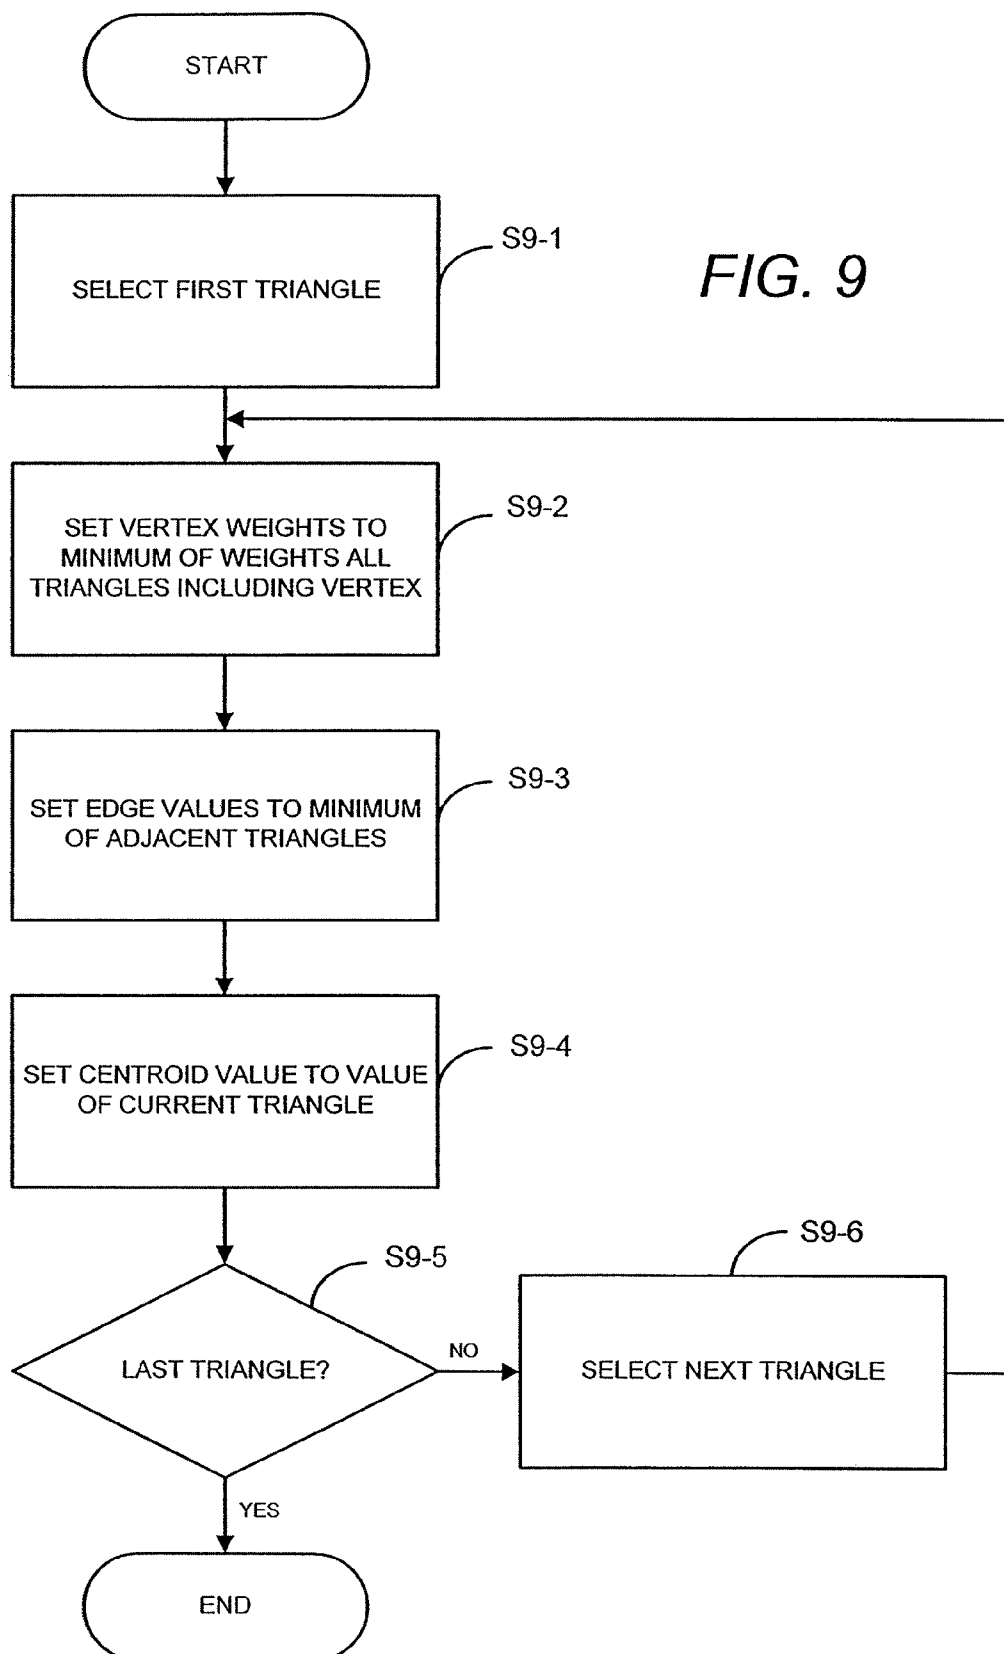 START
S9-1
SELECT FIRST TRIANGLE
FIG. 9
S9-2
SET VERTEX WEIGHTS TO
MINIMUM OF WEIGHTS ALL
TRIANGLES INCLUDING VERTEX
S9-3
SET EDGE VALUES TO MINIMUM
OF ADJACENT TRIANGLES
S9-4
SET CENTROID VALUE TO VALUE
OF CURRENT TRIANGLE
S9-5
LAST TRIANGLE?
NO
S9-6
SELECT NEXT TRIANGLE
YES
END